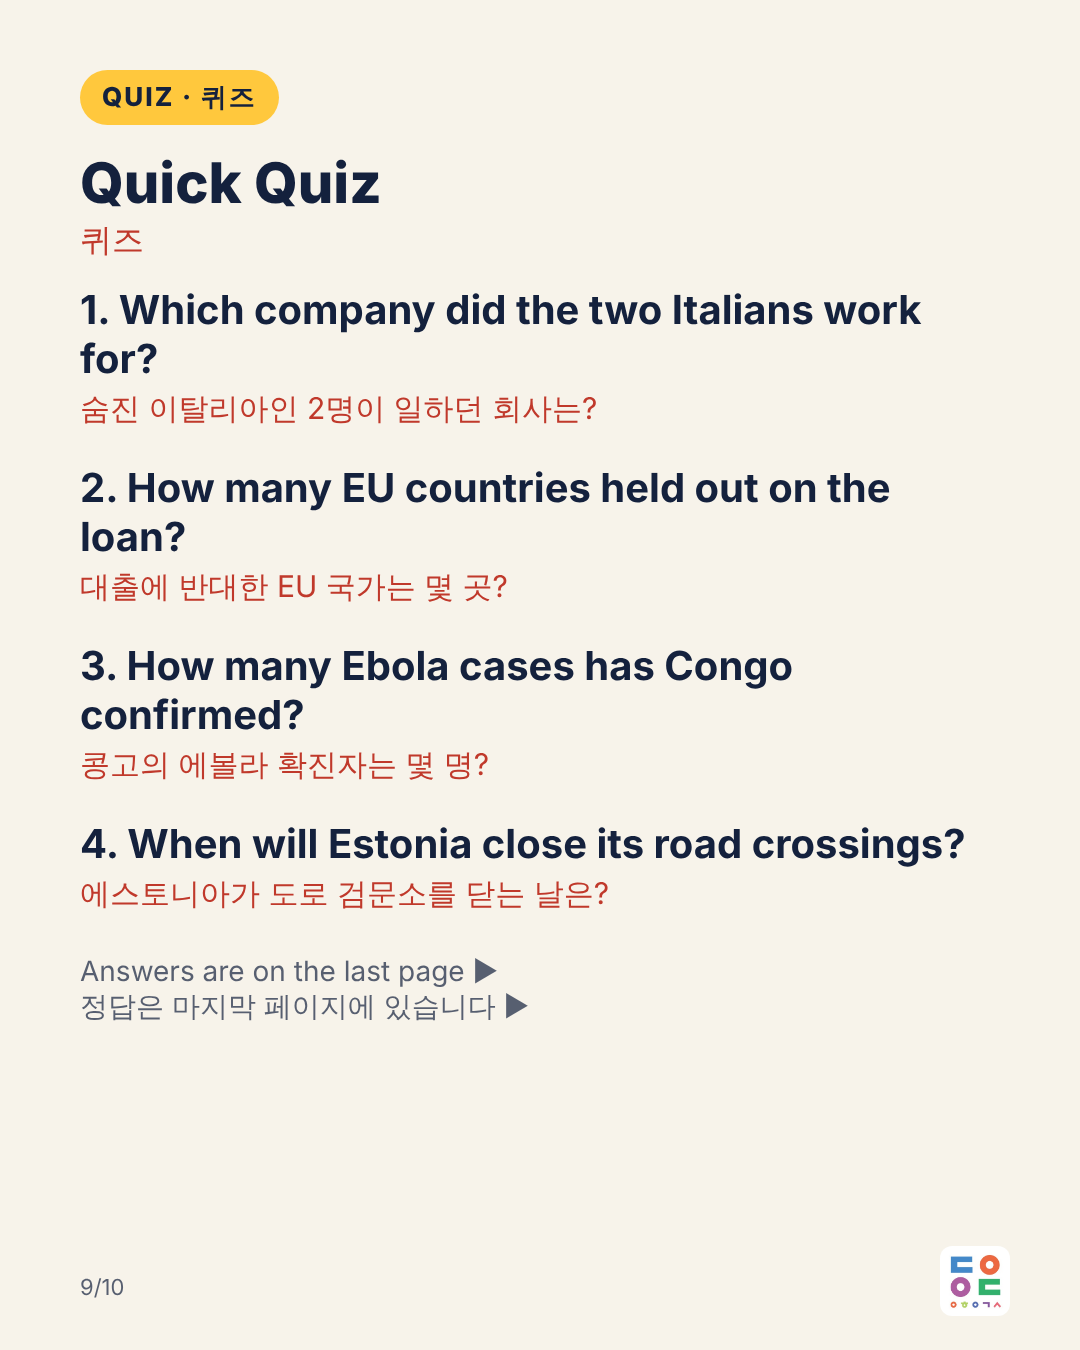 QUIZ · 퀴즈
Quick Quiz
퀴즈
1. Which company did the two Italians work
for?
숨진 이탈리아인 2명이 일하던 회사는?
2. How many EU countries held out on the
loan?
대출에 반대한 EU 국가는 몇 곳?
3. How many Ebola cases has Congo
confirmed?
콩고의 에볼라 확진자는 몇 명?
4. When will Estonia close its road crossings?
에스토니아가 도로 검문소를 닫는 날은?
Answers are on the last page ▶
정답은 마지막 페이지에 있습니다 ▶
9/10